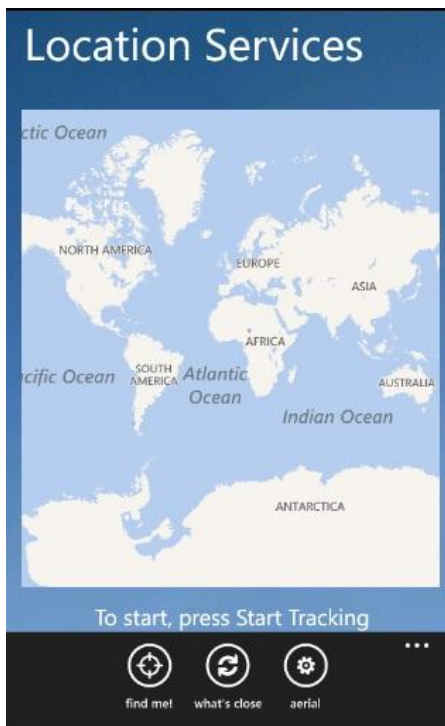 Location Services
ctic Ocean
NORTH AMERICA
EUROPE
ASIA
AFRICA
SOUTH
AMERICA
cific Ocean
Atlantic
Ocean
AUSTRALIA
Indian Ocean
ANTARCTICA
To start, press Start Tracking
find me!
what's close
aerial